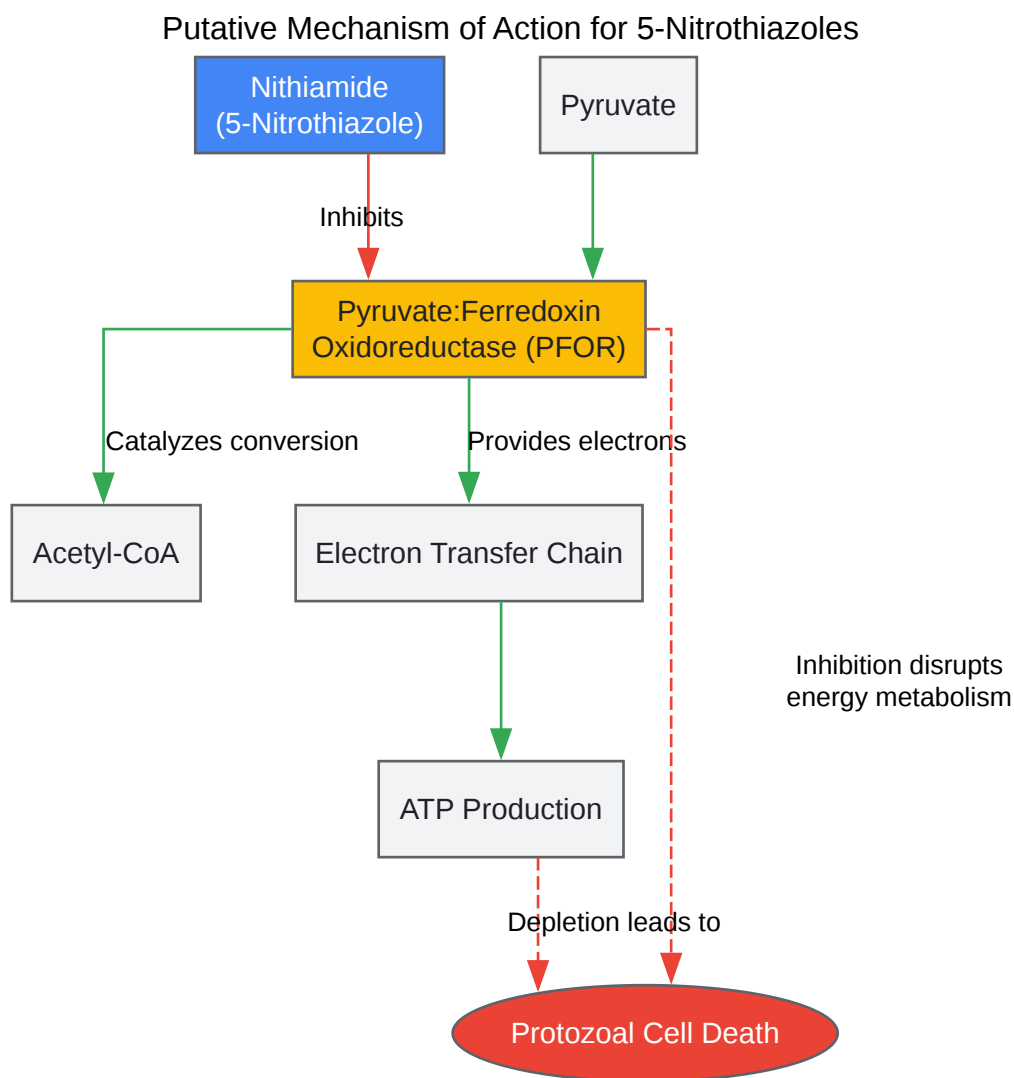 Putative Mechanism of Action for 5-Nitrothiazoles
Nithiamide
(5-Nitrothiazole)
Pyruvate
Inhibits
Pyruvate:Ferredoxin
Oxidoreductase (PFOR)
Catalyzes conversion
Provides electrons
Acetyl-CoA
Electron Transfer Chain
Inhibition disrupts
energy metabolism
ATP Production
Depletion leads to
Protozoal Cell Death